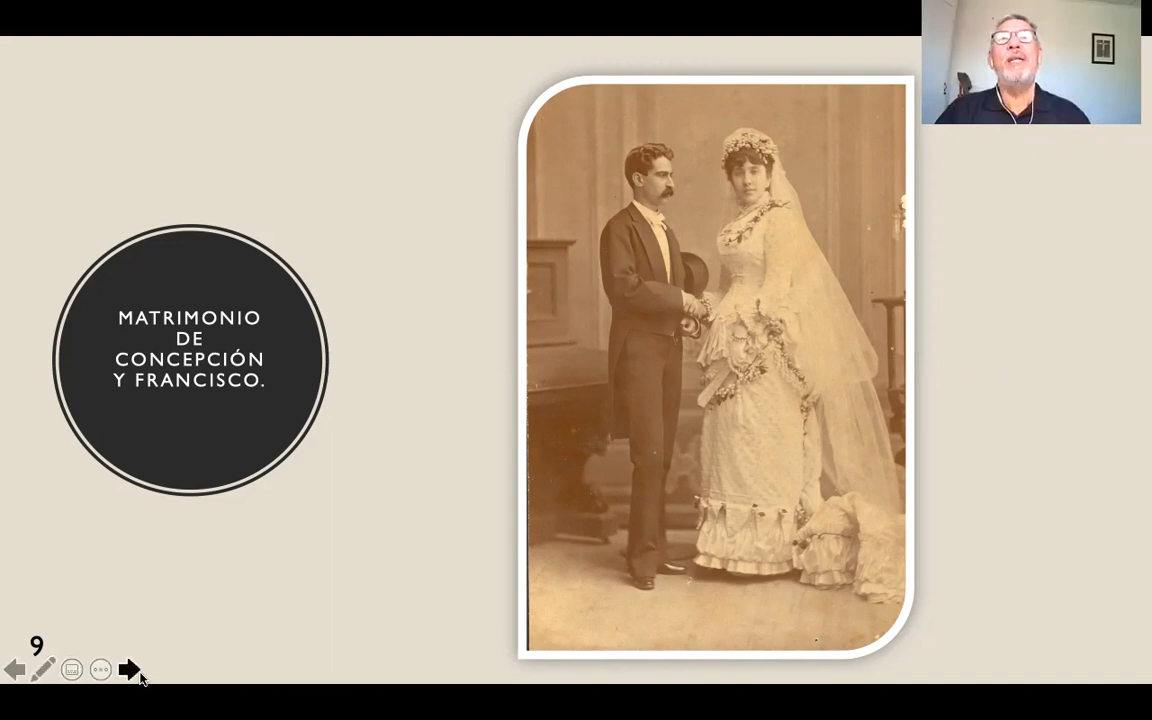 MATRIMONIO
DE
CONCEPCIÓN
Y FRANCISCO.
9